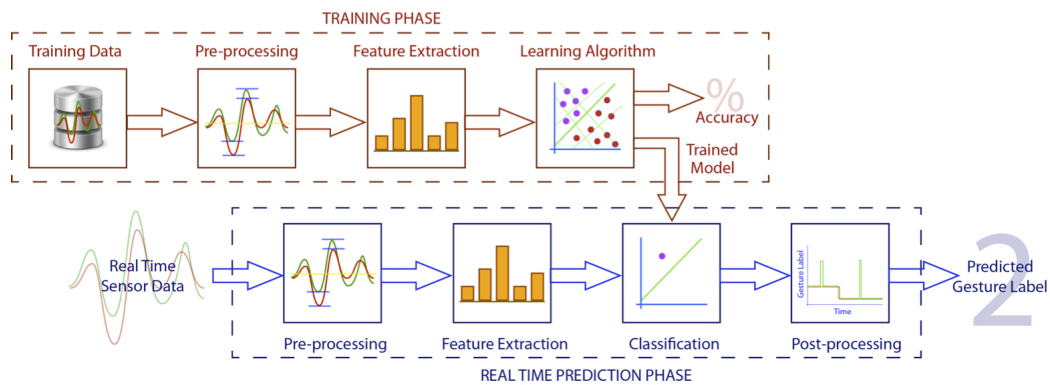 TRAINING PHASE
Training Data
Pre-processing
Feature Extraction
Learning Algorithm
%
Accuracy
Trained
Model
Real Time
Sensor Data
Gesture Label
Time
2
Predicted
Gesture Label
Pre-processing
Feature Extraction
Classification
Post-processing
REAL TIME PREDICTION PHASE